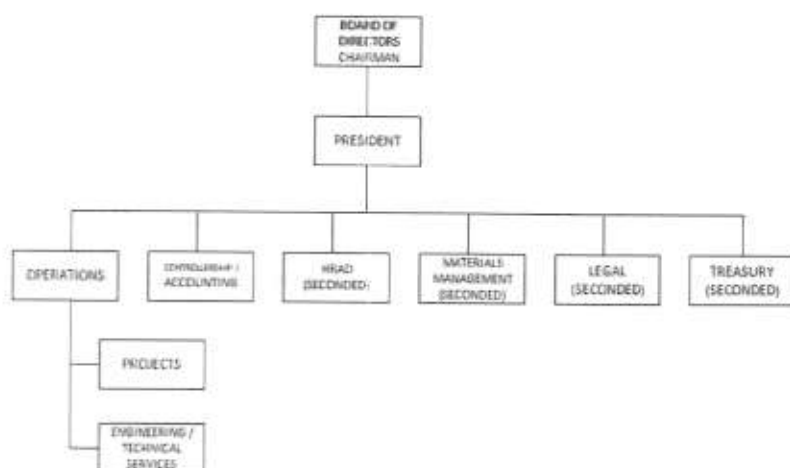 BOARD OF
DIRECTORS
CHAIRMAN
PRESIDENT
OPERATIONS
CONTROLLERSHIP /
ACCOUNTING
HRAD
(SECONDED)
MATERIALS
MANAGEMENT
(SECONDED)
LEGAL
(SECONDED)
TREASURY
(SECONDED)
PROJECTS
ENGINEERING /
TECHNICAL
SERVICES